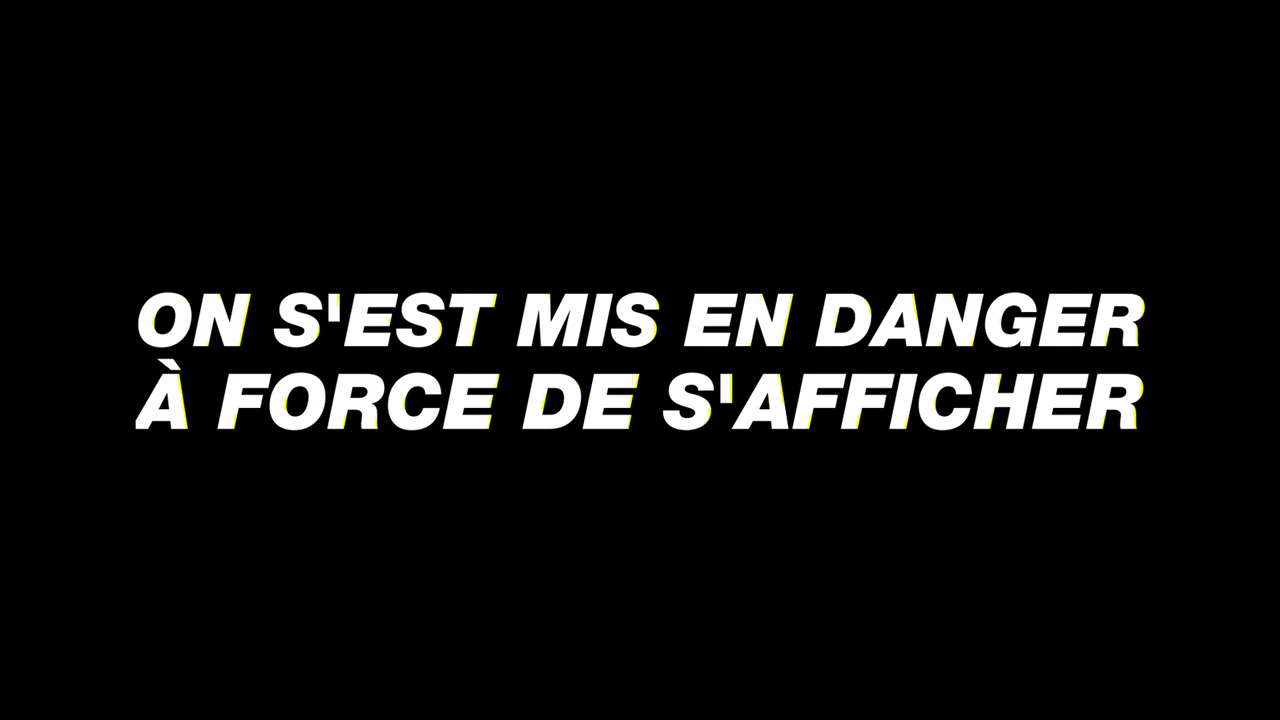 ON S'EST MIS EN DANGER
À FORCE DE S'AFFICHER